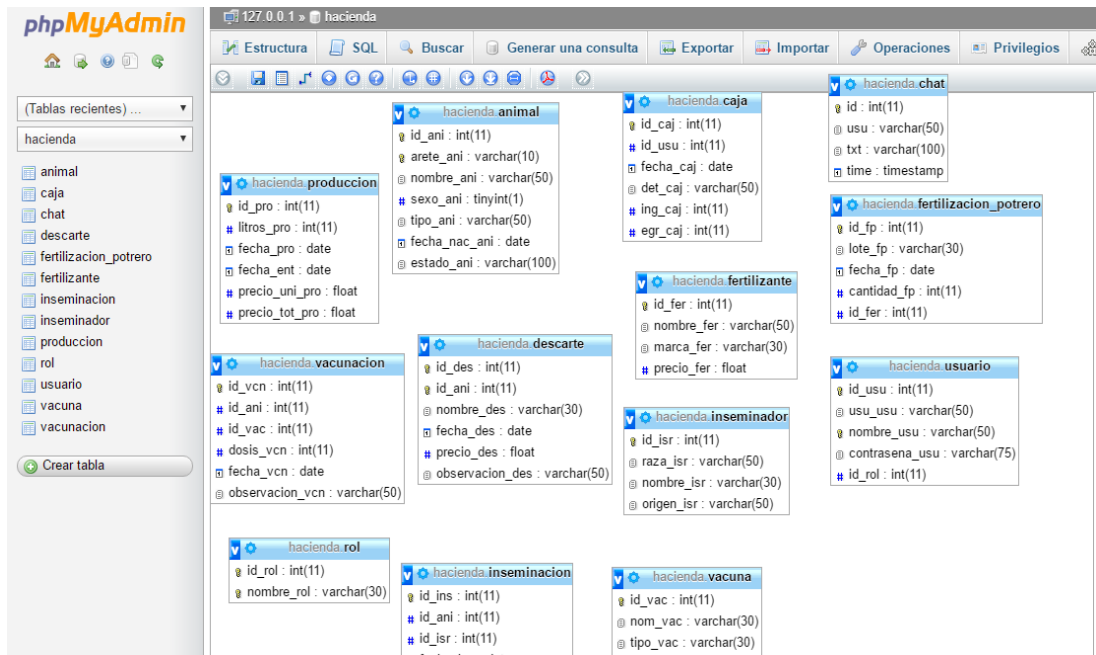 phpMyAdmin
127.0.0.1 » hacienda
Estructura SQL Buscar Generar una consulta Exportar Importar Operaciones Privilegios
(Tablas recientes) ...
hacienda
animal
caja
chat
descarte
fertilizacion_potrero
fertilizante
inseminacion
inseminador
produccion
rol
usuario
vacuna
vacunacion
Crear tabla
v hacienda.produccion
id_pro : int(11)
# litros_pro : int(11)
fecha_pro : date
fecha_ent : date
# precio_uni_pro : float
# precio_tot_pro : float
v hacienda.animal
id_ani : int(11)
arete_ani : varchar(10)
nombre_ani : varchar(50)
# sexo_ani : tinyint(1)
tipo_ani : varchar(50)
fecha_nac_ani : date
estado_ani : varchar(100)
v hacienda.caja
id_caj : int(11)
# id_usu : int(11)
fecha_caj : date
det_caj : varchar(50)
# ing_caj : int(11)
# egr_caj : int(11)
v hacienda.chat
id : int(11)
usu : varchar(50)
txt : varchar(100)
time : timestamp
v hacienda.fertilizacion_potrero
id_fp : int(11)
lote_fp : varchar(30)
fecha_fp : date
# cantidad_fp : int(11)
# id_fer : int(11)
v hacienda.fertilizante
id_fer : int(11)
nombre_fer : varchar(50)
marca_fer : varchar(30)
# precio_fer : float
v hacienda.vacunacion
id_vcn : int(11)
# id_ani : int(11)
# id_vac : int(11)
# dosis_vcn : int(11)
fecha_vcn : date
observacion_vcn : varchar(50)
v hacienda.descarte
id_des : int(11)
id_ani : int(11)
nombre_des : varchar(30)
fecha_des : date
# precio_des : float
observacion_des : varchar(50)
v hacienda.inseminador
id_isr : int(11)
raza_isr : varchar(50)
nombre_isr : varchar(30)
origen_isr : varchar(50)
v hacienda.usuario
id_usu : int(11)
usu_usu : varchar(50)
nombre_usu : varchar(50)
contrasena_usu : varchar(75)
# id_rol : int(11)
v hacienda.rol
id_rol : int(11)
nombre_rol : varchar(30)
v hacienda.inseminacion
id_ins : int(11)
# id_ani : int(11)
# id_isr : int(11)
v hacienda.vacuna
id_vac : int(11)
nom_vac : varchar(30)
tipo_vac : varchar(30)